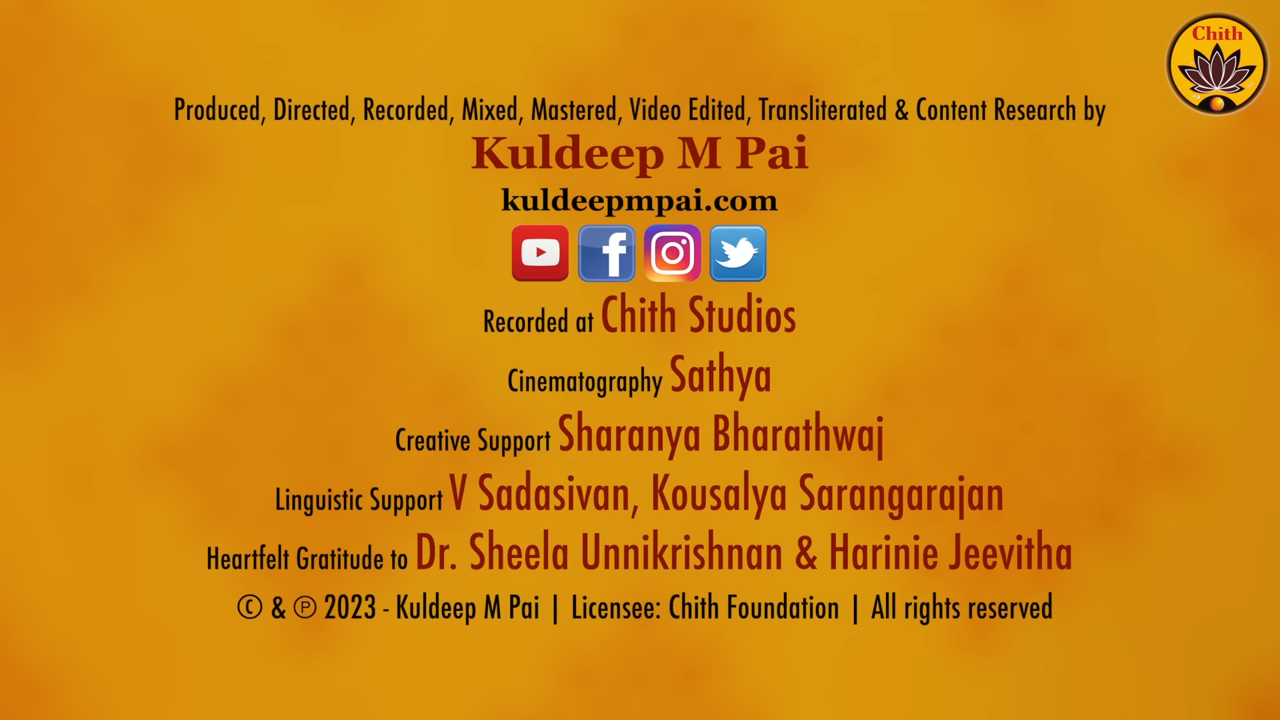 Chith
Produced, Directed, Recorded, Mixed, Mastered, Video Edited, Transliterated & Content Research by
Kuldeep M Pai
kuldeepmpai.com
Recorded at Chith Studios
Cinematography Sathya
Creative Support Sharanya Bharathwaj
Linguistic Support V Sadasivan, Kousalya Sarangarajan
Heartfelt Gratitude to Dr. Sheela Unnikrishnan & Harinie Jeevitha
© & ℗ 2023 - Kuldeep M Pai | Licensee: Chith Foundation | All rights reserved